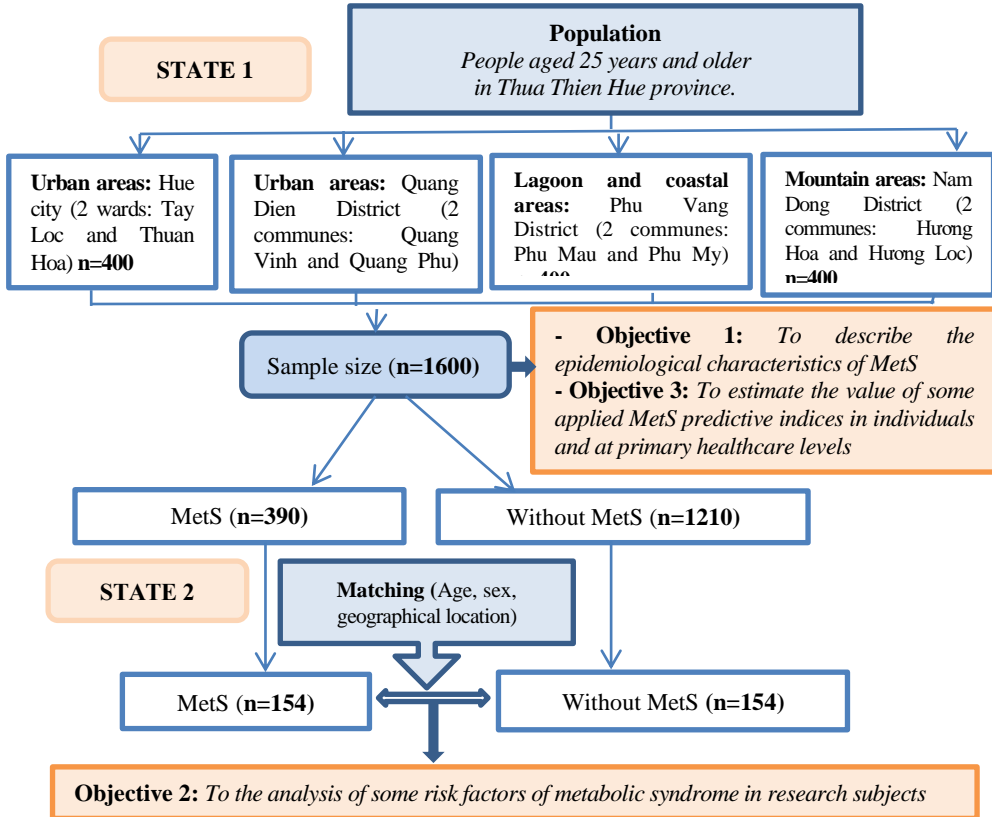 Population
People aged 25 years and older
in Thua Thien Hue province.
STATE 1
Urban areas: Hue
city (2 wards: Tay
Loc and Thuan
Hoa) n=400
Urban areas: Quang
Dien District (2
communes: Quang
Vinh and Quang Phu)
Lagoon and coastal
areas: Phu Vang
District (2 communes:
Phu Mau and Phu My)
Mountain areas: Nam
Dong District (2
communes: Hương
Hoa and Hương Loc)
n=400
Sample size (n=1600)
- Objective 1: To describe the
epidemiological characteristics of MetS
- Objective 3: To estimate the value of some
applied MetS predictive indices in individuals
and at primary healthcare levels
MetS (n=390)
Without MetS (n=1210)
STATE 2
Matching (Age, sex,
geographical location)
MetS (n=154)
Without MetS (n=154)
Objective 2: To the analysis of some risk factors of metabolic syndrome in research subjects